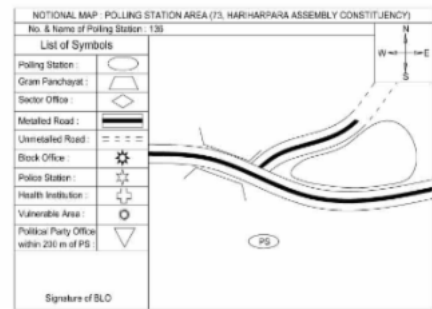 NOTIONAL MAP : POLLING STATION AREA (73, HARIHARPARA ASSEMBLY CONSTITUENCY)
No. & Name of Polling Station : 136
List of Symbols
Polling Station :
Gram Panchayat :
Sector Office :
Metalled Road :
Unmetalled Road :
Block Office :
Police Station :
Health Institution :
Vulnerable Area :
Political Party Office
within 200 m of PS :
Signature of BLO
N
W
E
S
PS